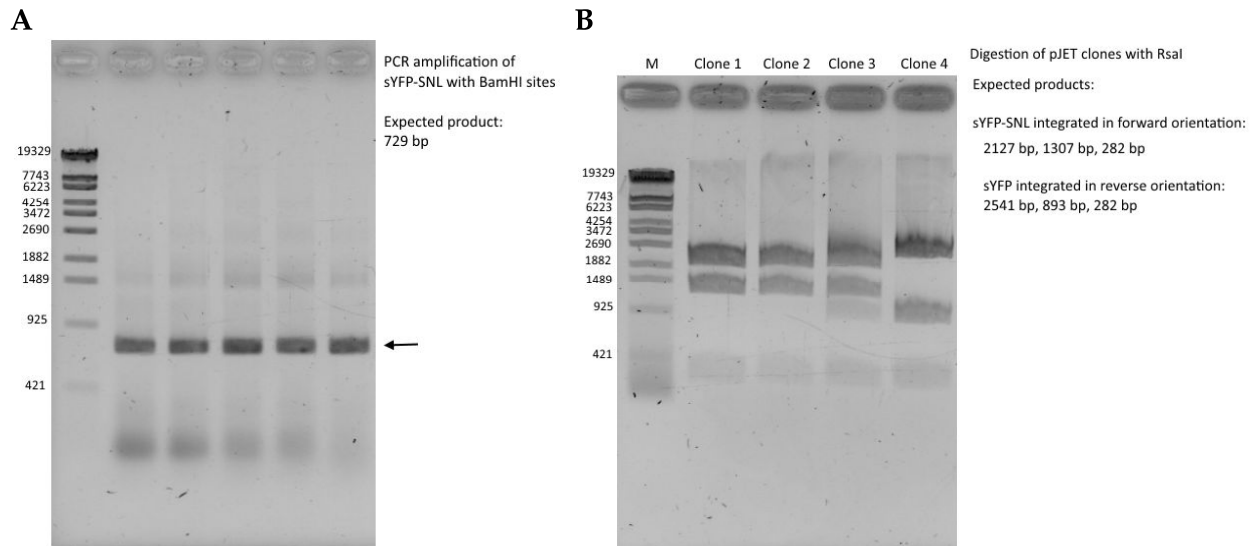 A
PCR amplification of
sYFP-SNL with BamHI sites
Expected product:
729 bp
19329
7743
6223
4254
3472
2690
1882
1489
925
421
B
M Clone 1 Clone 2 Clone 3 Clone 4
Digestion of pJET clones with RsaI
Expected products:
sYFP-SNL integrated in forward orientation:
2127 bp, 1307 bp, 282 bp
sYFP integrated in reverse orientation:
2541 bp, 893 bp, 282 bp
19329
7743
6223
4254
3472
2690
1882
1489
925
421